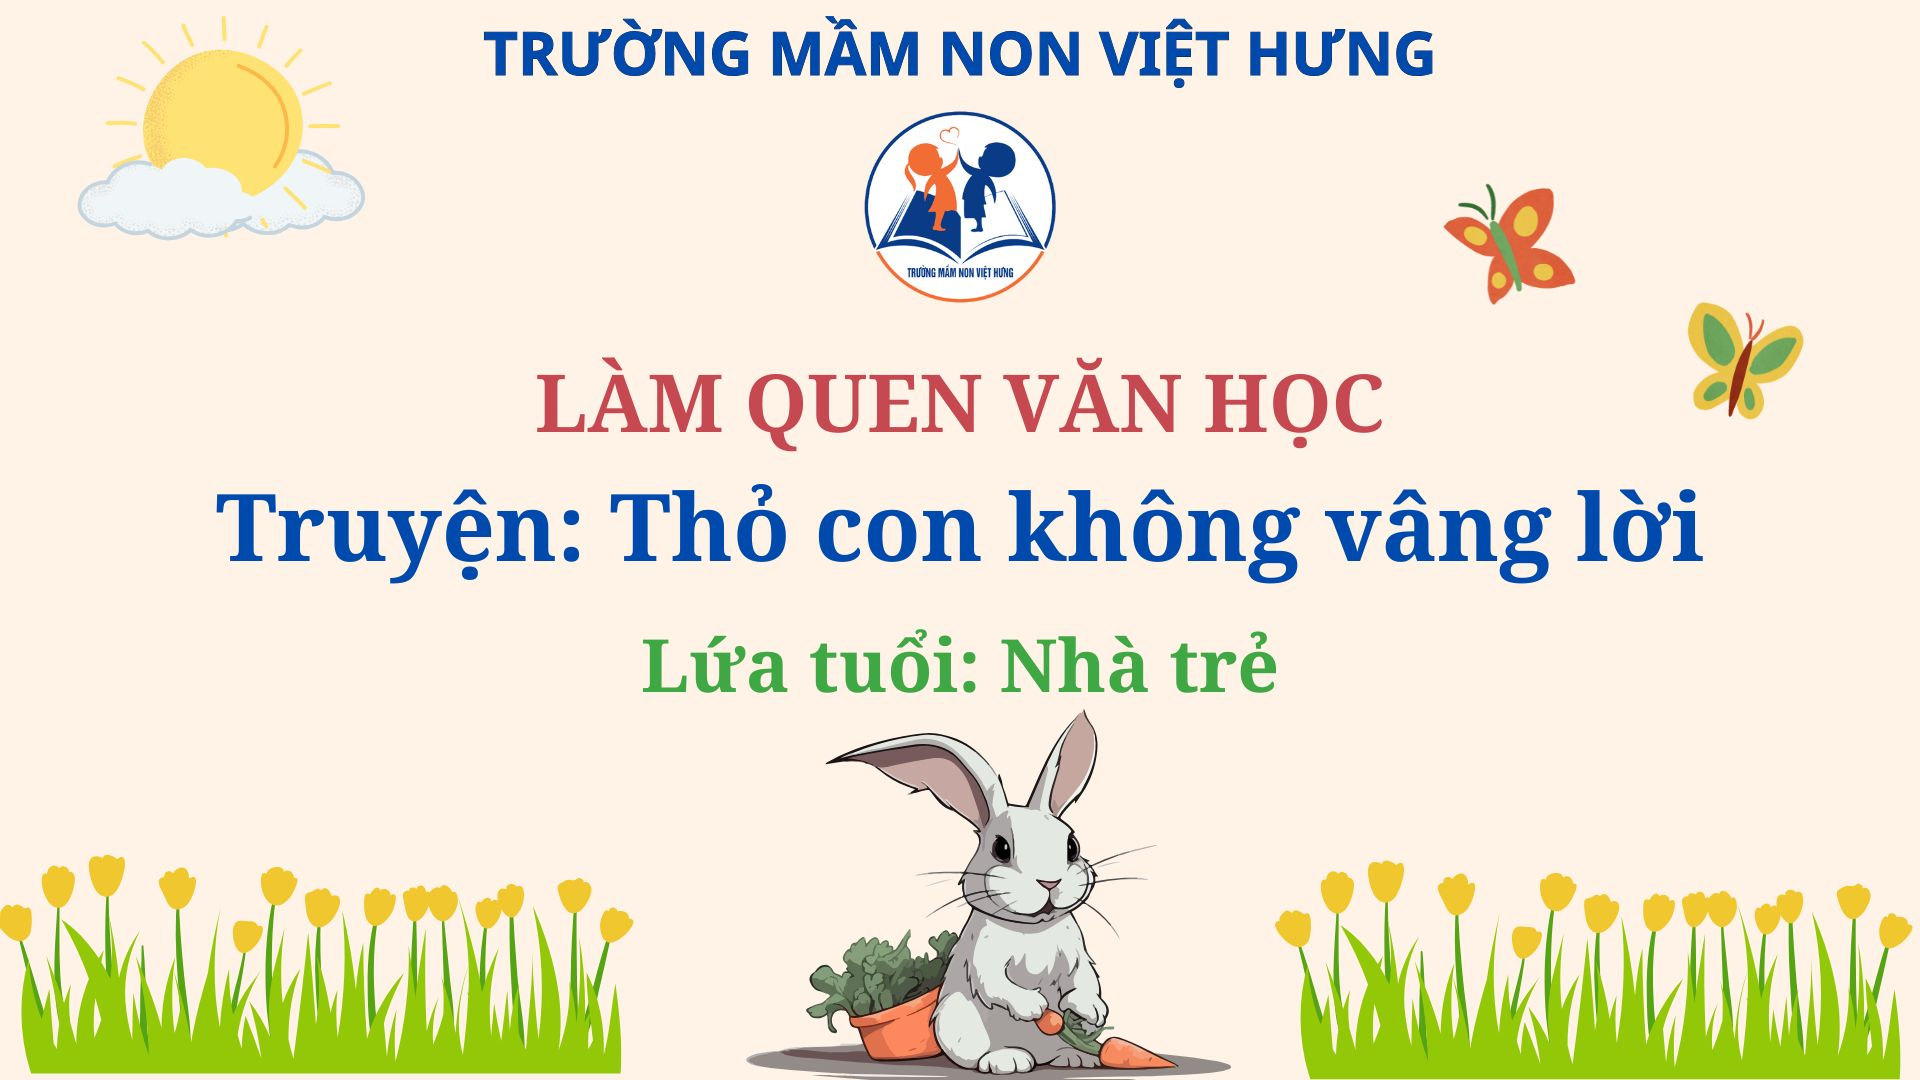 TRƯỜNG MẦM NON VIỆT HƯNG
TRƯỜNG MẦM NON VIỆT HƯNG
LÀM QUEN VĂN HỌC
Truyện: Thỏ con không vâng lời
Lứa tuổi: Nhà trẻ